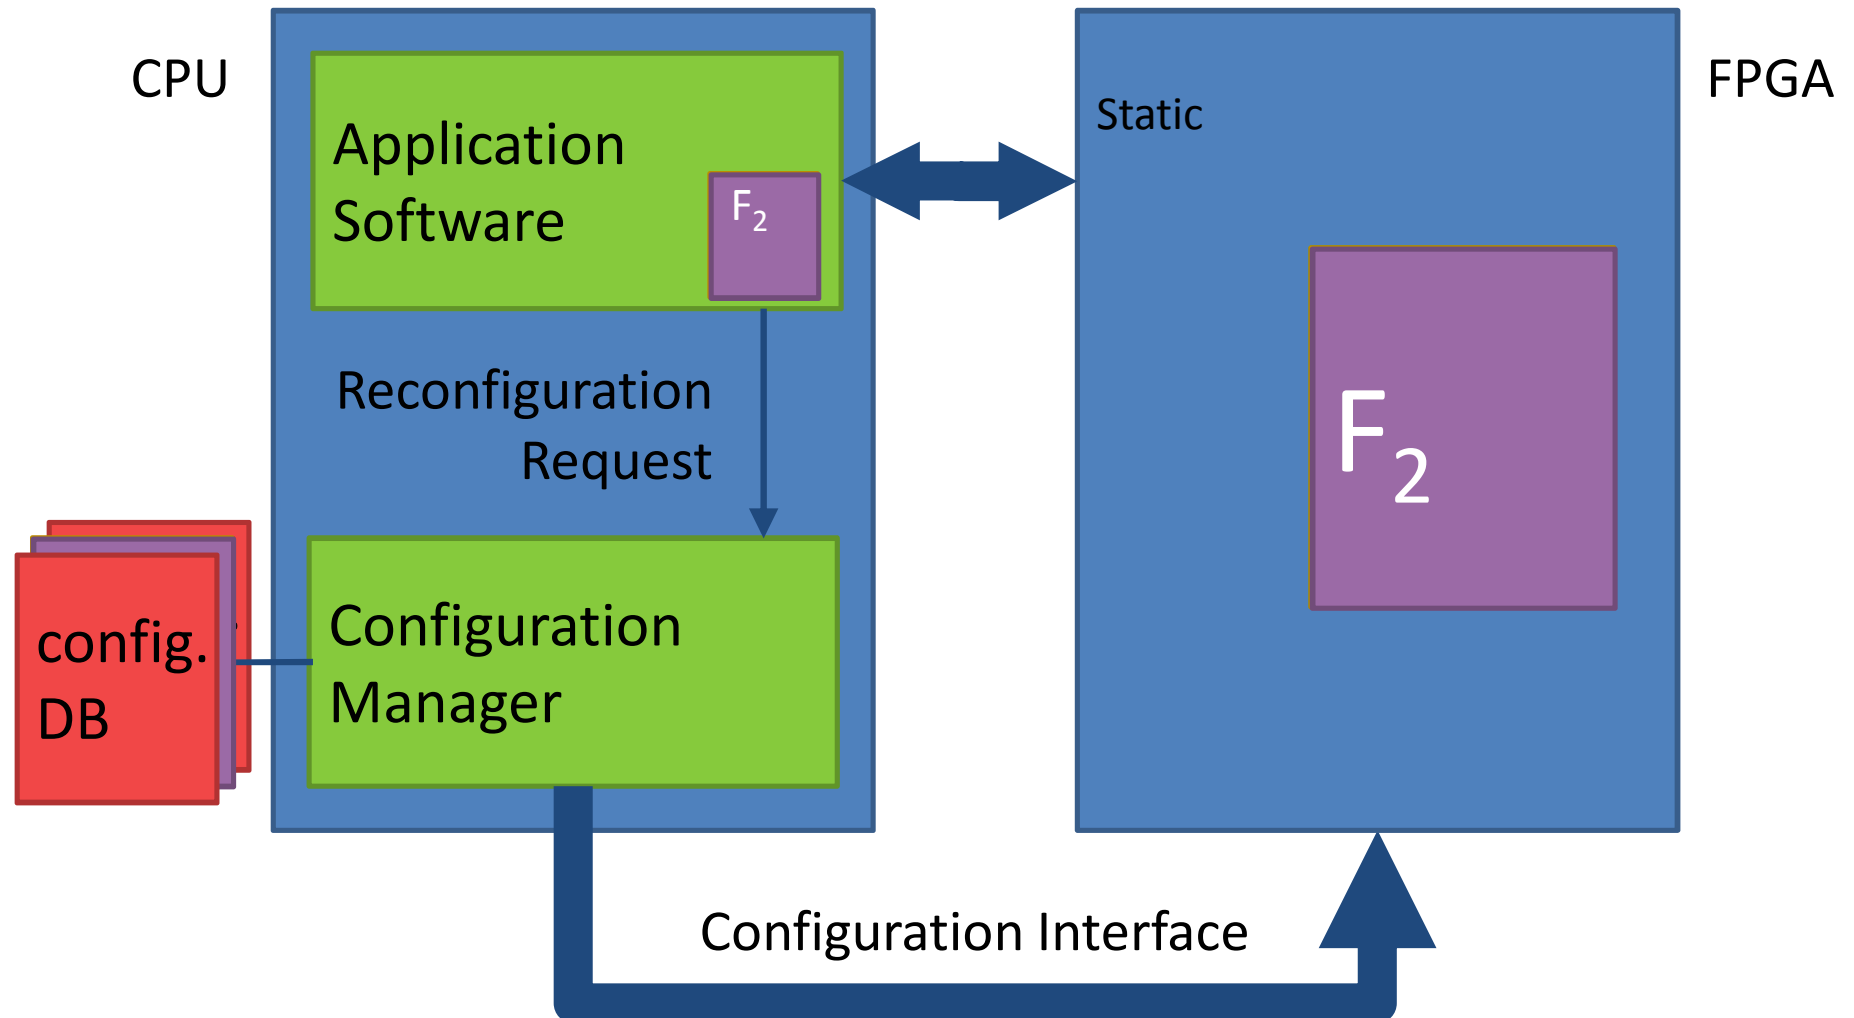 CPU
Application
Software
F₂
Reconfiguration
Request
config.
DB
Configuration
Manager
Configuration Interface
Static
F₂
FPGA